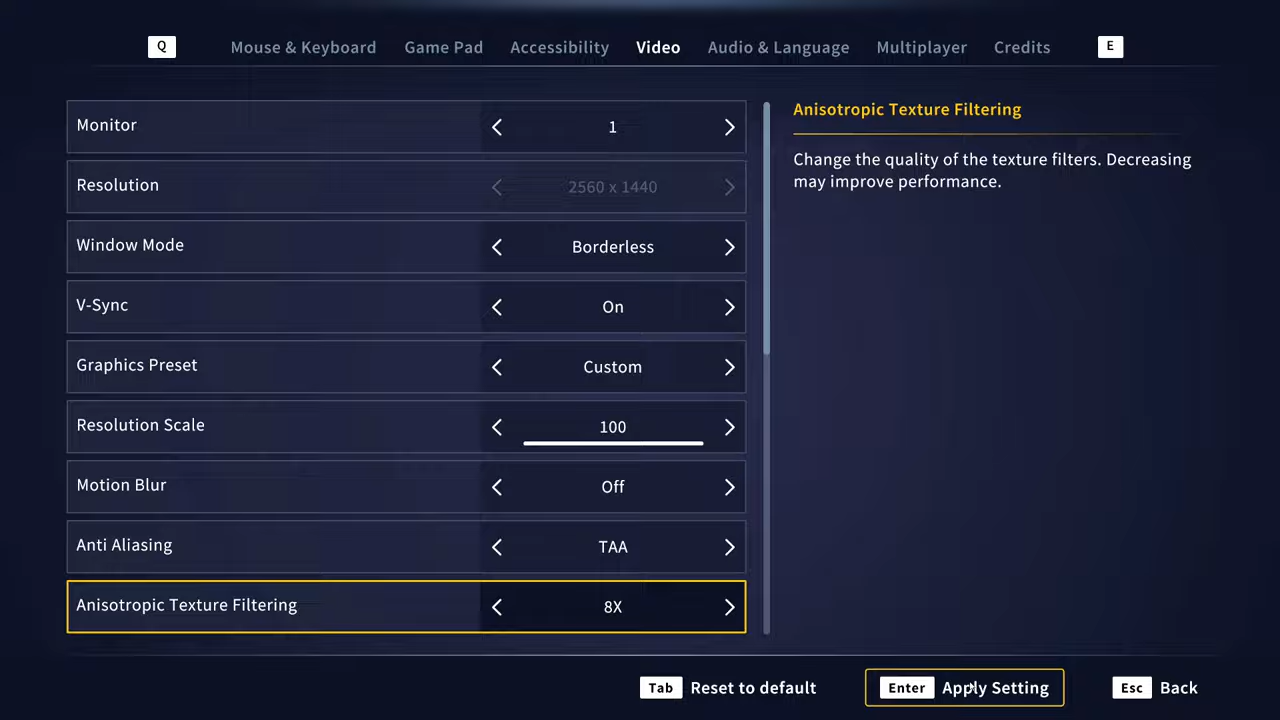 Q Mouse & Keyboard Game Pad Accessibility Video Audio & Language Multiplayer Credits E
Monitor 1
Resolution 2560 x 1440
Window Mode Borderless
V-Sync On
Graphics Preset Custom
Resolution Scale 100
Motion Blur Off
Anti Aliasing TAA
Anisotropic Texture Filtering 8X
Anisotropic Texture Filtering
Change the quality of the texture filters. Decreasing
may improve performance.
Tab Reset to default Enter Apply Setting Esc Back